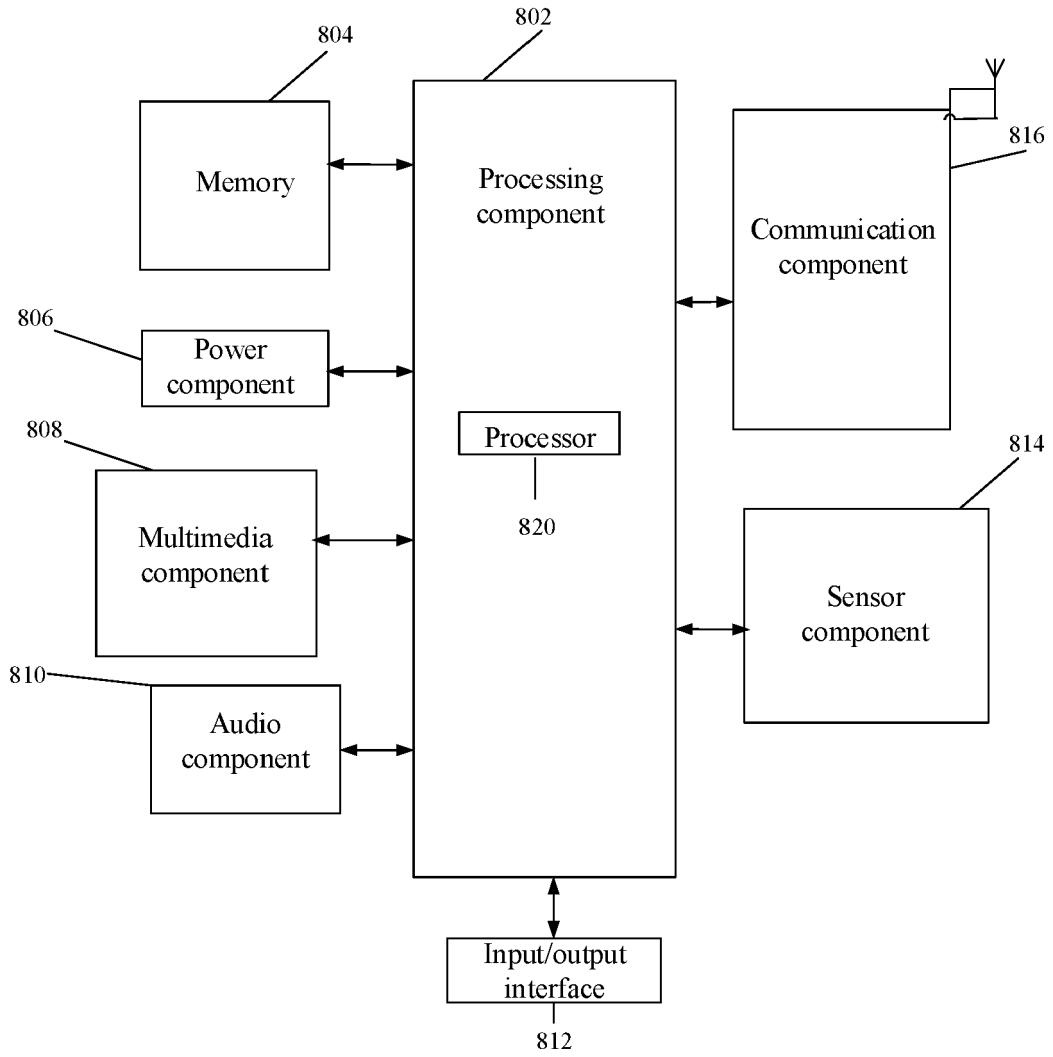 804
802
816
Memory
Processing
component
Communication
component
806
Power
component
808
Processor
820
814
Multimedia
component
Sensor
component
810
Audio
component
Input/output
interface
812